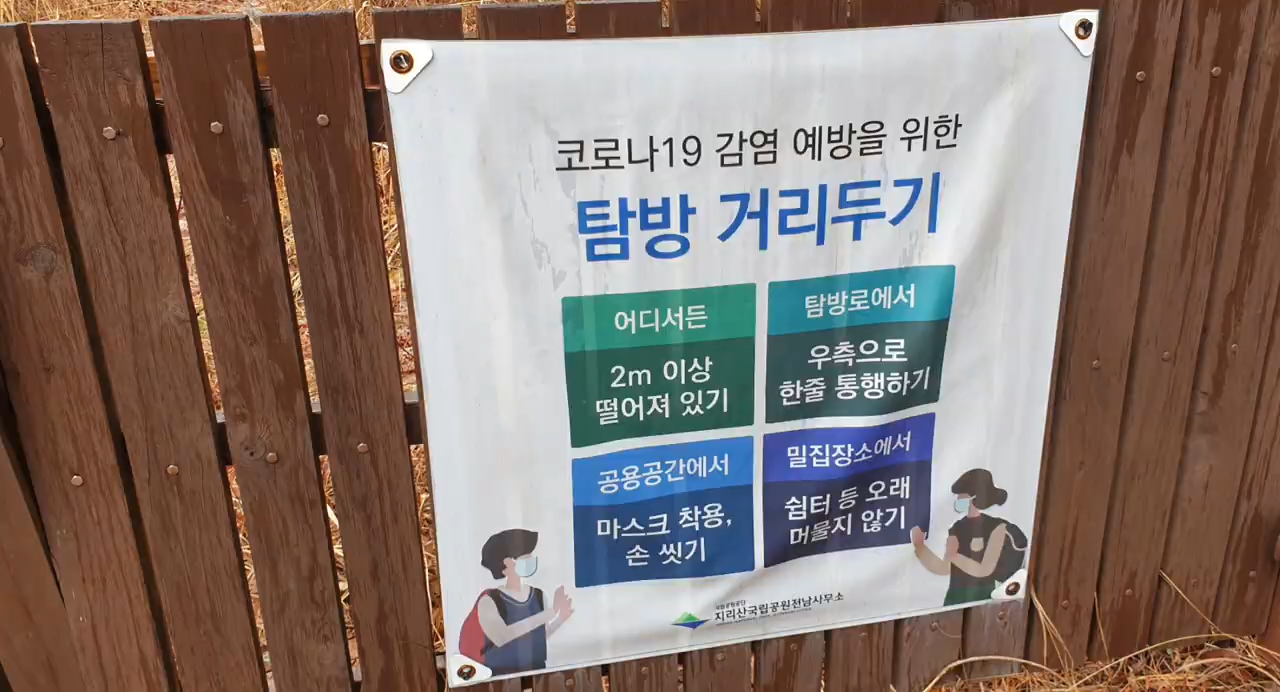 코로나19 감염 예방을 위한
탐방 거리두기
어디서든
2m 이상
떨어져 있기
탐방로에서
우측으로
한줄 통행하기
공용공간에서
마스크 착용,
손 씻기
밀집장소에서
쉼터 등 오래
머물지 않기
국립공원공단
지리산국립공원전남사무소